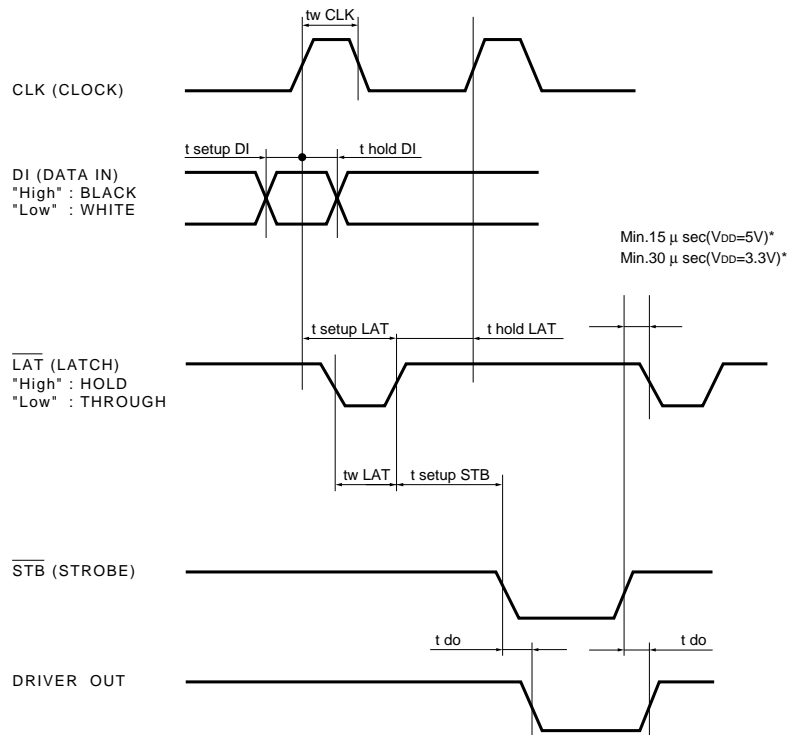 tw CLK
CLK (CLOCK)
t setup DI
t hold DI
DI (DATA IN)
"High" : BLACK
"Low" : WHITE
Min.15 μ sec(VDD=5V)*
Min.30 μ sec(VDD=3.3V)*
t setup LAT
t hold LAT
LAT (LATCH)
"High" : HOLD
"Low" : THROUGH
tw LAT
t setup STB
STB (STROBE)
t do
t do
DRIVER OUT